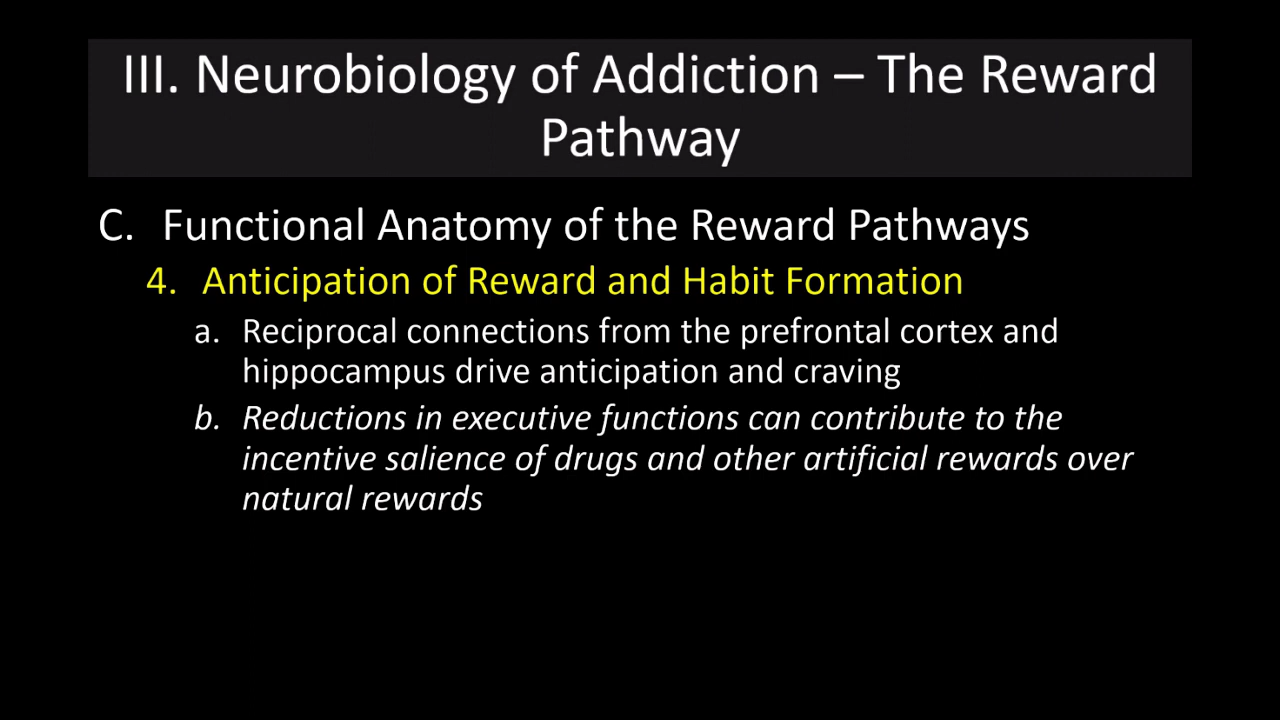 III. Neurobiology of Addiction – The Reward
Pathway
C. Functional Anatomy of the Reward Pathways
4. Anticipation of Reward and Habit Formation
a. Reciprocal connections from the prefrontal cortex and
hippocampus drive anticipation and craving
b. Reductions in executive functions can contribute to the
incentive salience of drugs and other artificial rewards over
natural rewards